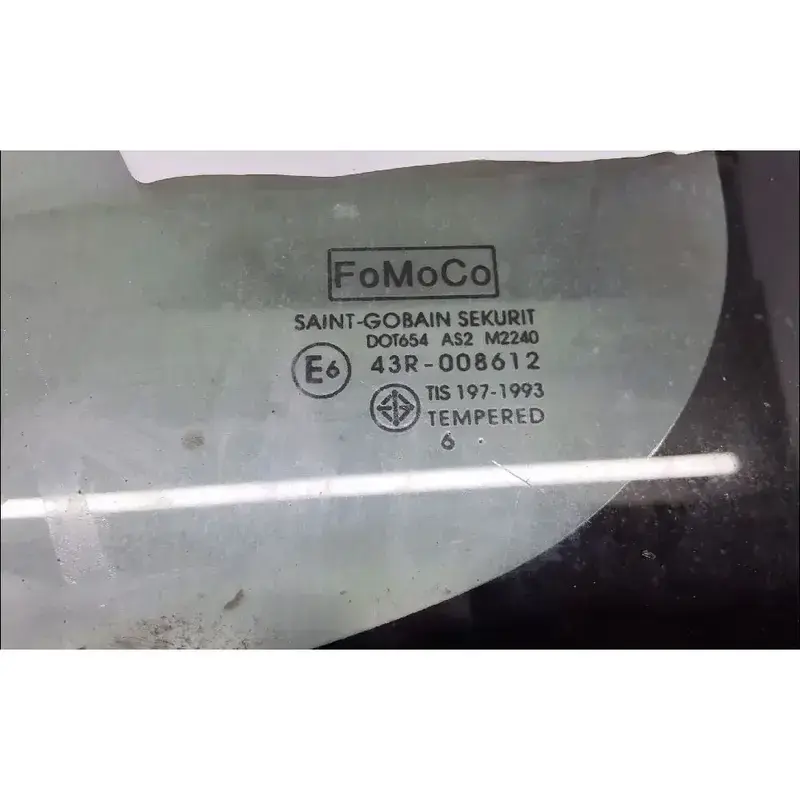 FoMoCo
SAINT-GOBAIN SEKURIT
DOT654 AS2 M2240
E6 43R-008612
TIS 197-1993
TEMPERED
6